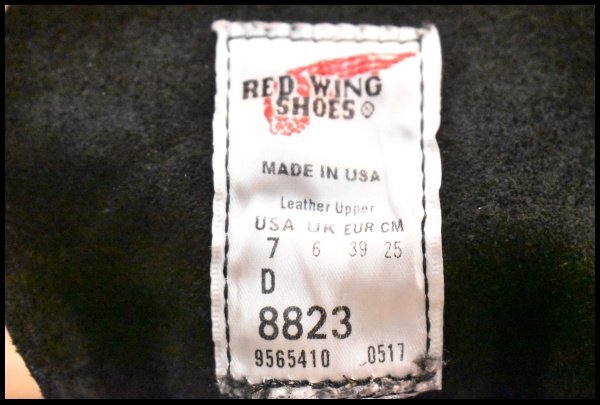 RED WING
SHOES®
MADE IN USA
Leather Upper
USA UK EUR CM
7 6 39 25
D
8823
9565410 0517